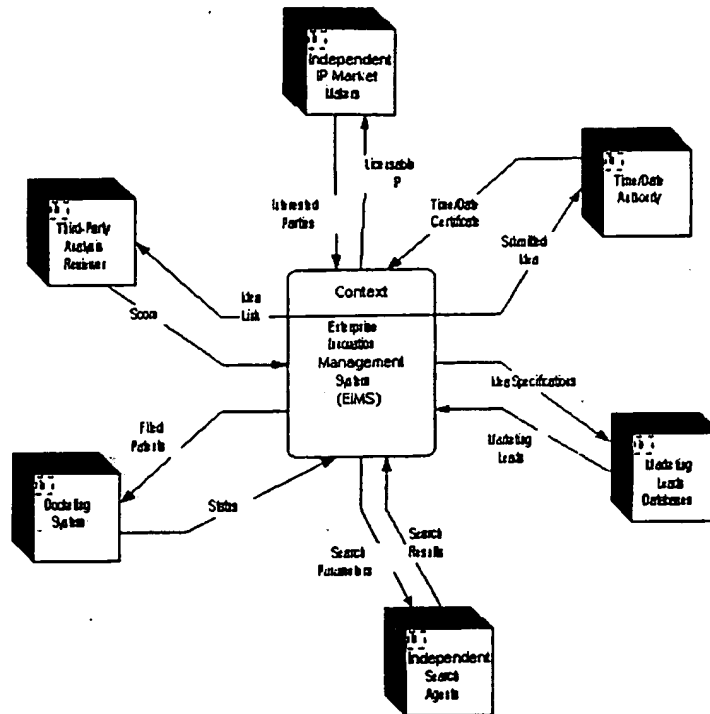 Independent
IP Market
Makers
Licensable
IP
Interested
Parties
Time/Date
Certificate
Time/Date
Authority
Submitted
Idea
Third-Party
Analysis
Reviewer
Idea
List
Score
Context
Enterprise
Innovation
Management
System
(EIMS)
Idea Specifications
Marketing
Leads
Marketing
Leads
Databases
Filed
Patents
Docketing
System
Status
Search
Parameters
Search
Results
Independent
Search
Agents